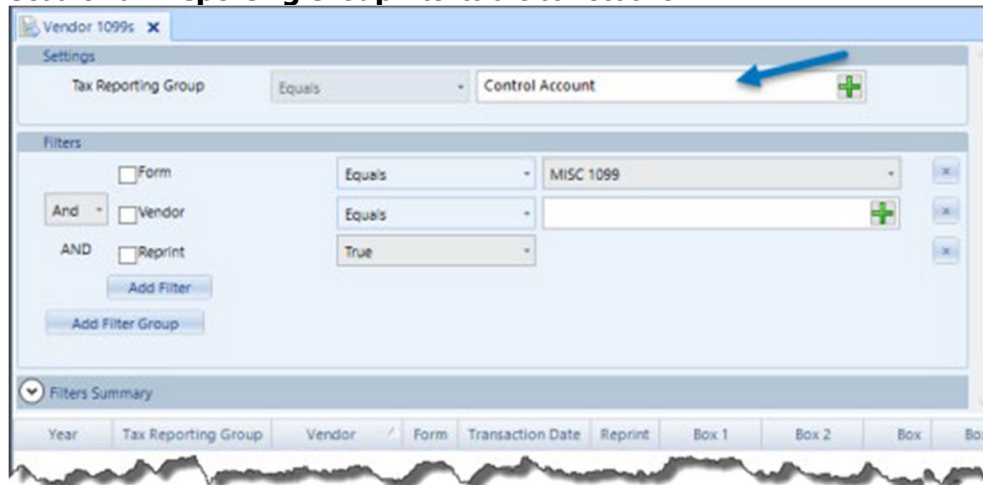 Vendor 1099s
Settings
Tax Reporting Group Equals Control Account
Filters
Form Equals MISC 1099
And Vendor Equals
AND Reprint True
Add Filter
Add Filter Group
Filters Summary
Year Tax Reporting Group Vendor Form Transaction Date Reprint Box 1 Box 2 Box Bo